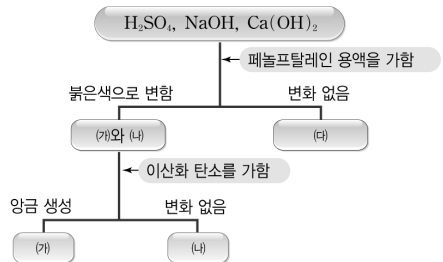 H₂SO₄, NaOH, Ca(OH)₂
페놀프탈레인 용액을 가함
붉은색으로 변함 변화 없음
㈎와 ㈏ ㈐
이산화 탄소를 가함
앙금 생성 변화 없음
㈎ ㈏